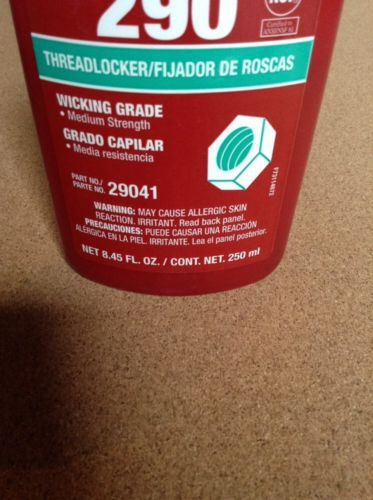 290
Certified to
THREADLOCKER/FIJADOR DE ROSCAS
WICKING GRADE
• Medium Strength
GRADO CAPILAR
• Media resistencia
PART NO./
PARTE NO. 29041
WARNING: MAY CAUSE ALLERGIC SKIN
REACTION. IRRITANT. Read back panel.
PRECAUCIONES: PUEDE CAUSAR UNA REACCIÓN
ALÉRGICA EN LA PIEL. IRRITANTE. Lea el panel posterior.
NET 8.45 FL. OZ. / CONT. NET. 250 ml